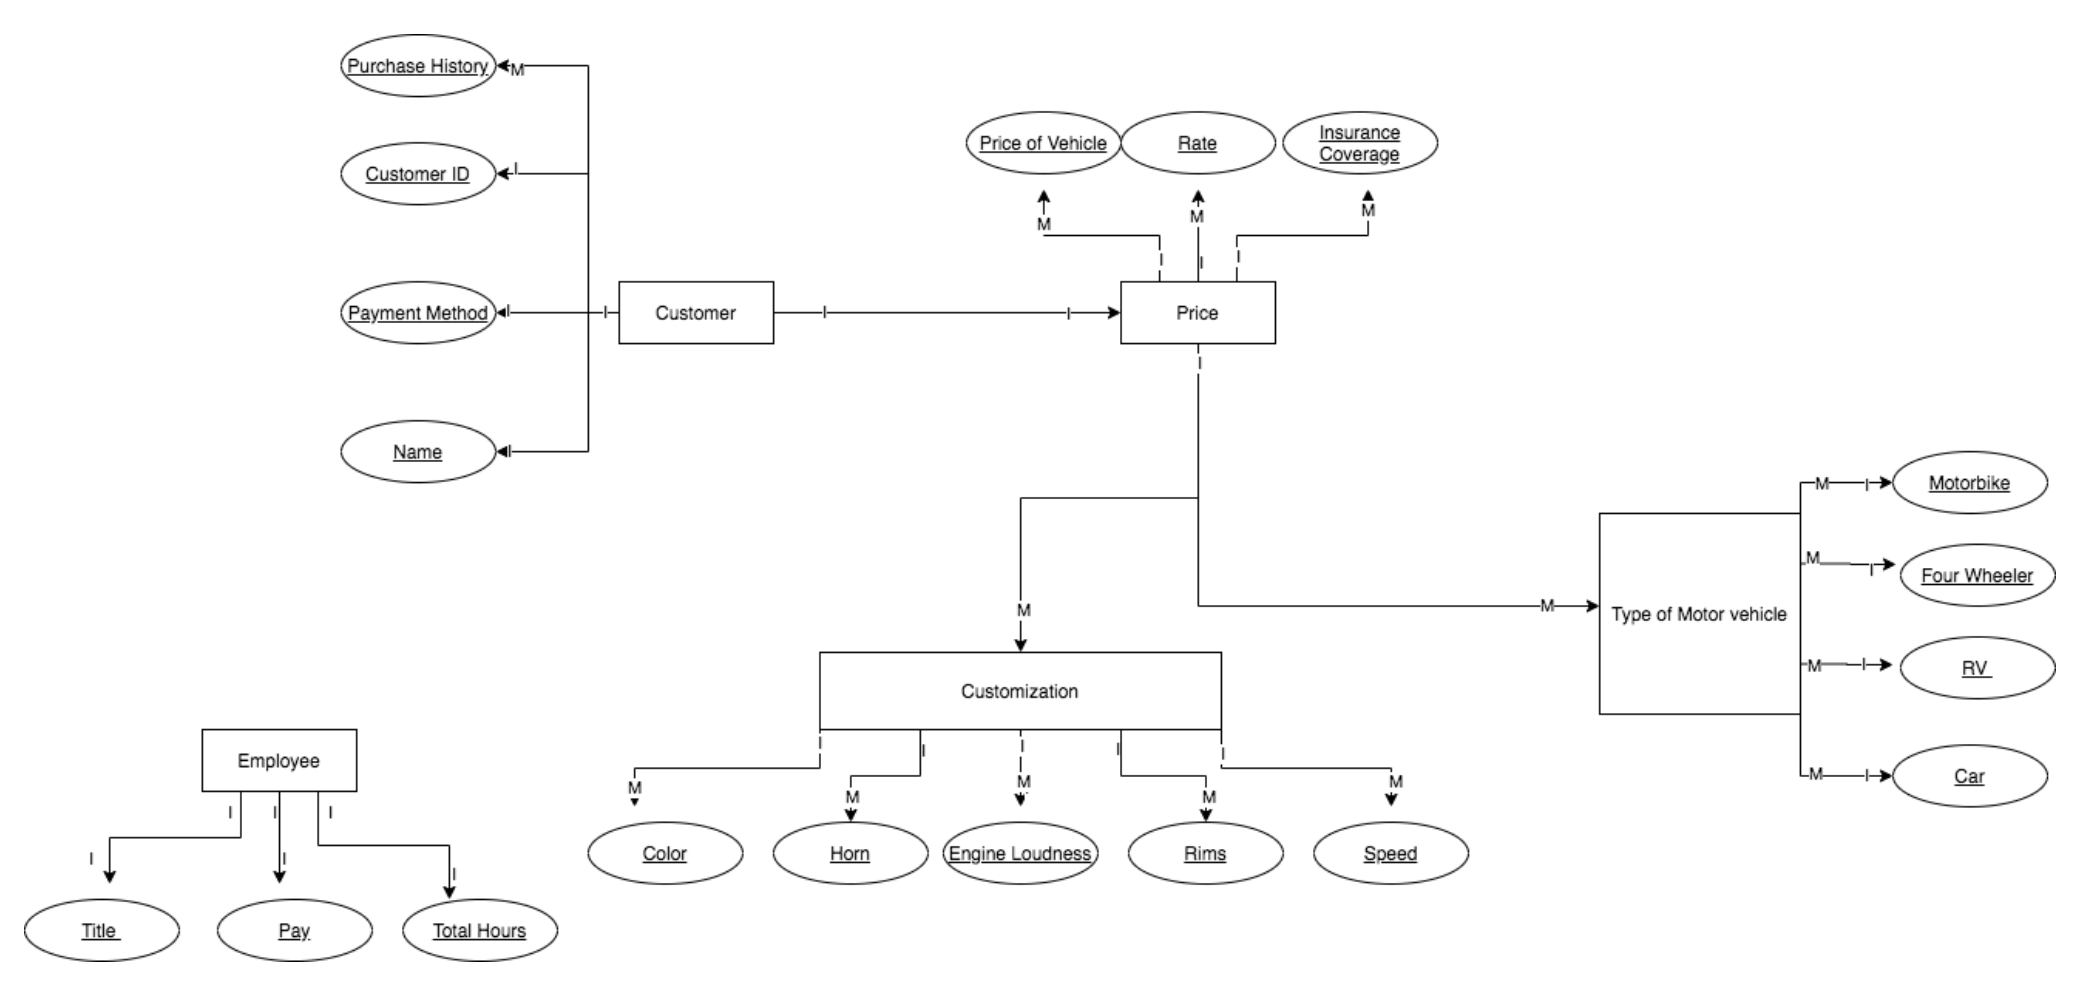 Purchase History
M
Customer ID
I
Payment Method
I
I
Name
I
Customer
I
I
Price
Price of Vehicle
Rate
Insurance
Coverage
M
M
M
I
I
I
I
M
M
Type of Motor vehicle
M
I
Motorbike
M
I
Four Wheeler
M
I
RV
M
I
Car
Customization
I
I
I
I
I
M
M
M
M
M
Color
Horn
Engine Loudness
Rims
Speed
Employee
I
I
I
I
I
I
Title
Pay
Total Hours